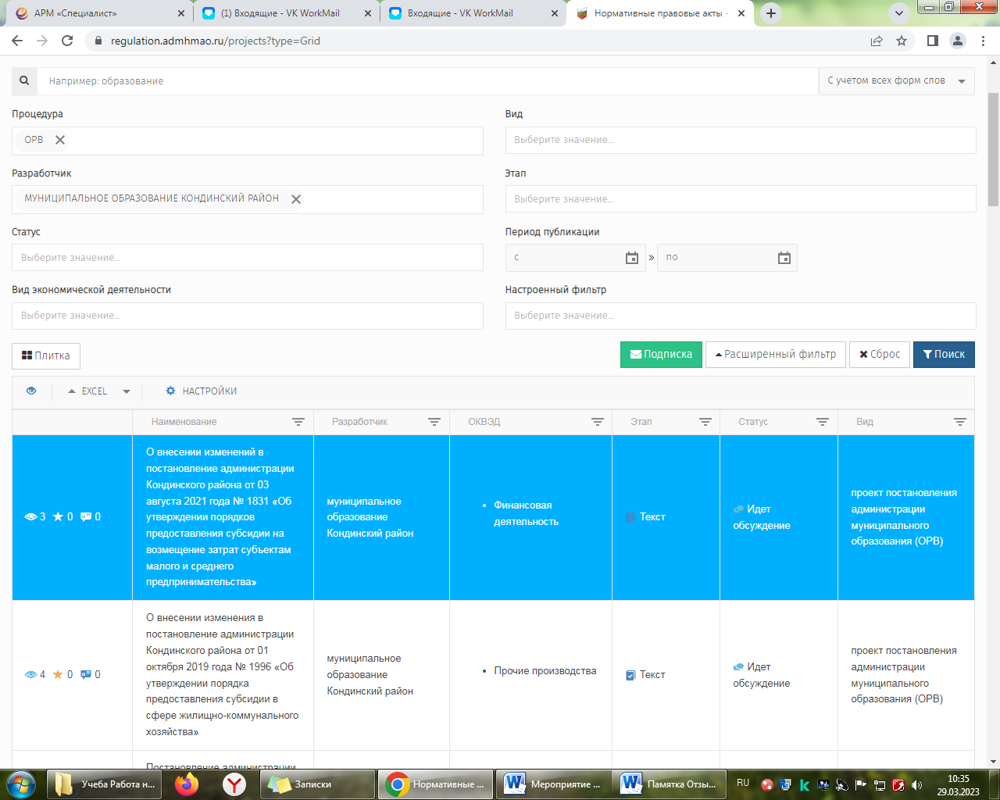 АРМ «Специалист»
(1) Входящие - VK WorkMail
Входящие - VK WorkMail
Нормативные правовые акты -
regulation.admhmao.ru/projects?type=Grid
Например: образование
С учетом всех форм слов
Процедура
Вид
ОРВ
Выберите значение...
Разработчик
Этап
МУНИЦИПАЛЬНОЕ ОБРАЗОВАНИЕ КОНДИНСКИЙ РАЙОН
Выберите значение...
Статус
Период публикации
Выберите значение...
с
»
по
Вид экономической деятельности
Настроенный фильтр
Выберите значение...
Выберите значение...
Плитка
Подписка
Расширенный фильтр
Сброс
Поиск
EXCEL
НАСТРОЙКИ
Наименование
Разработчик
ОКВЭД
Этап
Статус
Вид
3 0 0
О внесении изменений в
постановление администрации
Кондинского района от 03
августа 2021 года № 1831 «Об
утверждении порядков
предоставления субсидии на
возмещение затрат субъектам
малого и среднего
предпринимательства»
муниципальное
образование
Кондинский район
• Финансовая
деятельность
Текст
Идет
обсуждение
проект постановления
администрации
муниципального
образования (ОРВ)
4 0 0
О внесении изменения в
постановление администрации
Кондинского района от 01
октября 2019 года № 1996 «Об
утверждении порядка
предоставления субсидии в
сфере жилищно-коммунального
хозяйства»
муниципальное
образование
Кондинский район
• Прочие производства
Текст
Идет
обсуждение
проект постановления
администрации
муниципального
образования (ОРВ)
Постановление администрации
Учеба Работа н...
Записки
Нормативные ...
Мероприятие ...
Памятка Отзы...
RU
10:35
29.03.2023